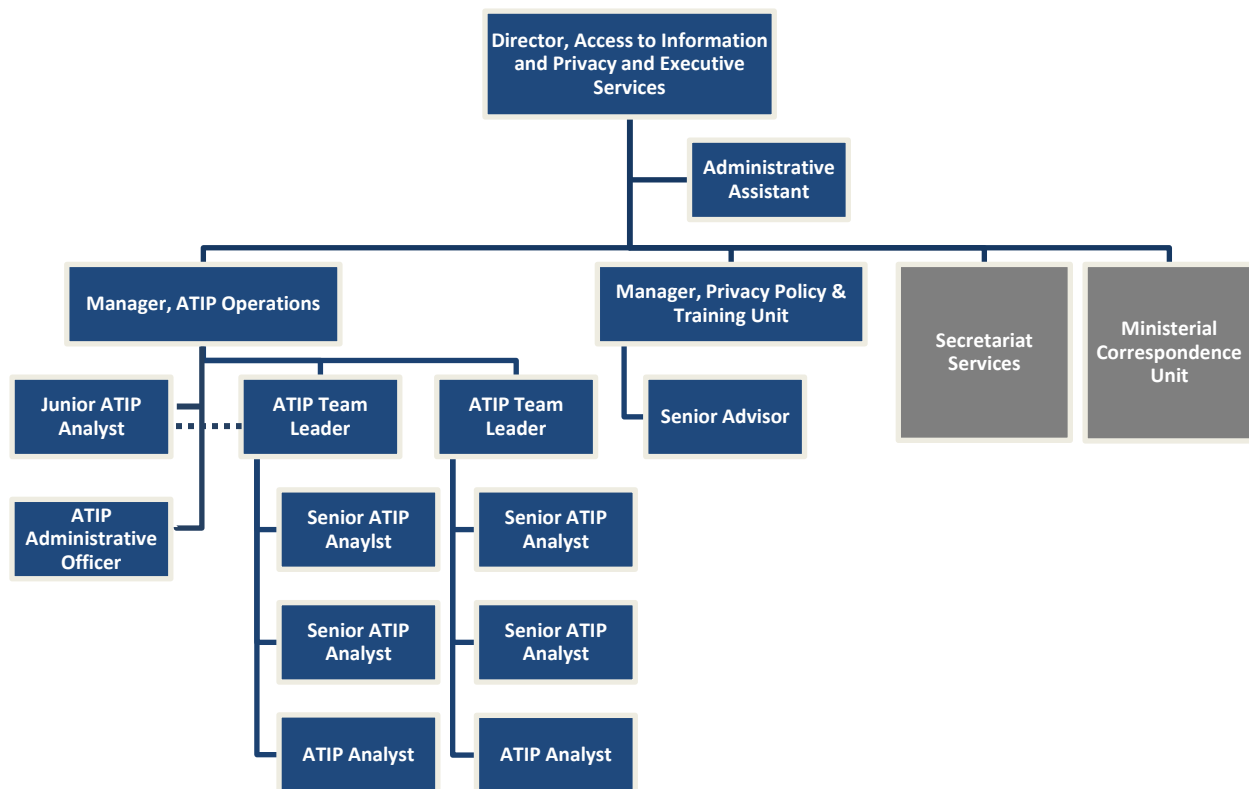 Director, Access to Information
and Privacy and Executive
Services
Administrative
Assistant
Manager, ATIP Operations
Manager, Privacy Policy &
Training Unit
Secretariat
Services
Ministerial
Correspondence
Unit
Junior ATIP
Analyst
ATIP Team
Leader
ATIP Team
Leader
Senior Advisor
ATIP
Administrative
Officer
Senior ATIP
Anaylst
Senior ATIP
Analyst
Senior ATIP
Analyst
Senior ATIP
Analyst
ATIP Analyst
ATIP Analyst